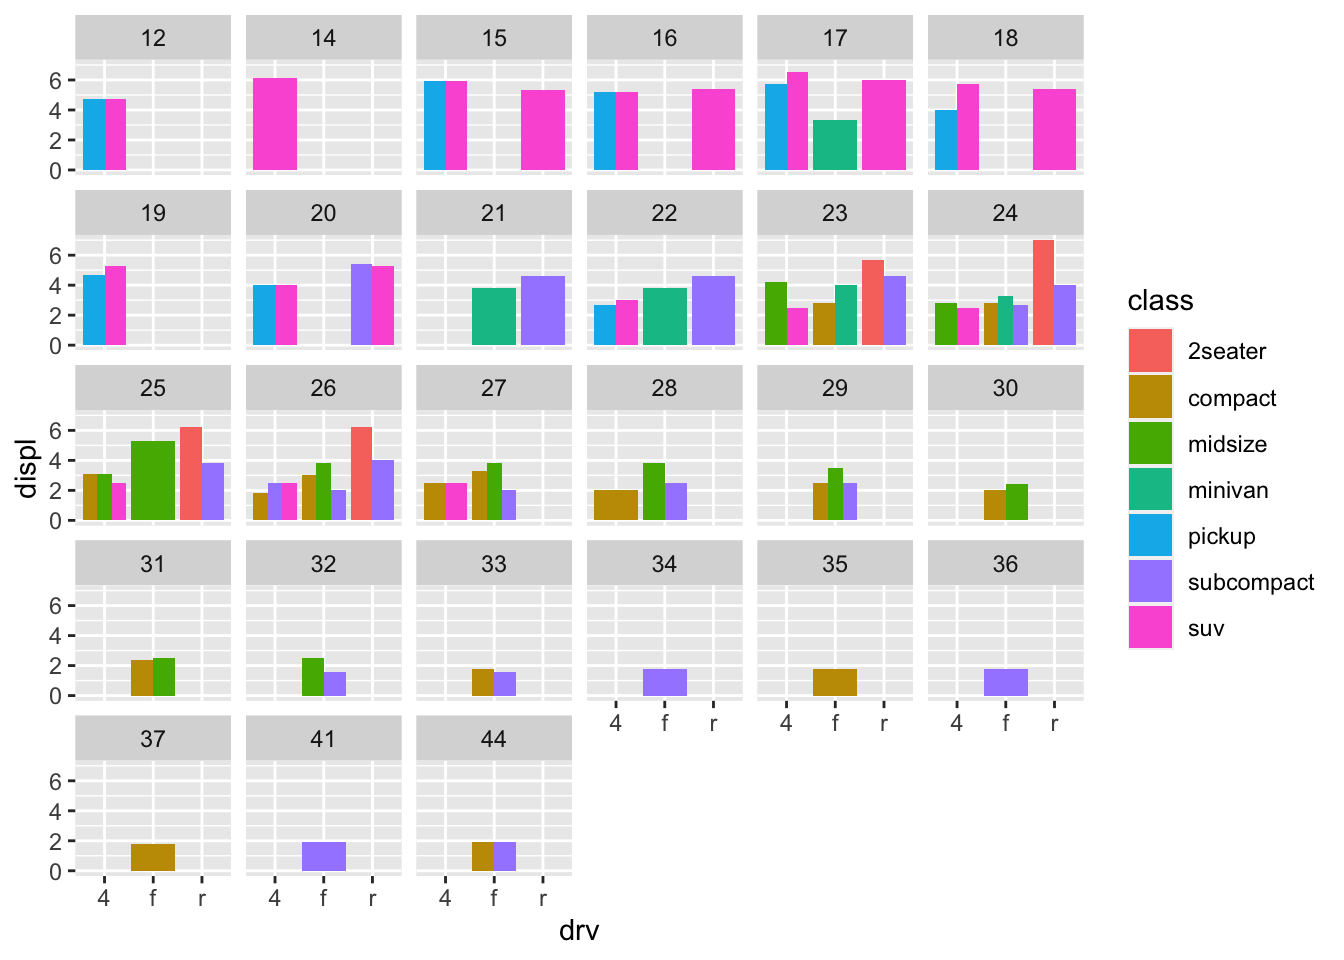 12 14 15 16 17 18
6
4
2
0
19 20 21 22 23 24
6
4
2
0
25 26 27 28 29 30
6
4
2
0
31 32 33 34 35 36
6
4
2
0
4 f r 4 f r 4 f r
37 41 44
6
4
2
0
4 f r 4 f r 4 f r
drv
displ
class
2seater
compact
midsize
minivan
pickup
subcompact
suv